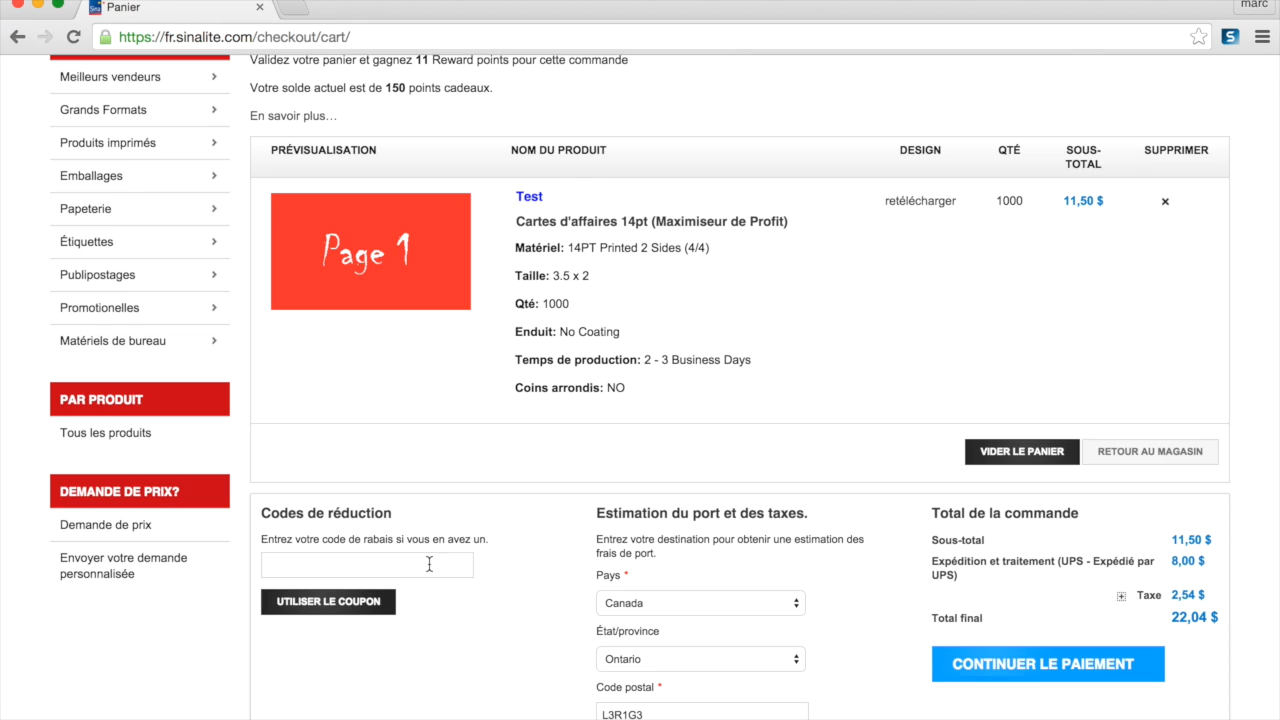 Panier
marc
https://fr.sinalite.com/checkout/cart/
Meilleurs vendeurs
Grands Formats
Produits imprimés
Emballages
Papeterie
Étiquettes
Publipostages
Promotionelles
Matériels de bureau
PAR PRODUIT
Tous les produits
DEMANDE DE PRIX?
Demande de prix
Envoyer votre demande
personnalisée
Validez votre panier et gagnez 11 Reward points pour cette commande
Votre solde actuel est de 150 points cadeaux.
En savoir plus…
PRÉVISUALISATION
NOM DU PRODUIT
DESIGN
QTÉ
SOUS-
TOTAL
SUPPRIMER
Page 1
Test
Cartes d'affaires 14pt (Maximiseur de Profit)
Matériel: 14PT Printed 2 Sides (4/4)
Taille: 3.5 x 2
Qté: 1000
Enduit: No Coating
Temps de production: 2 - 3 Business Days
Coins arrondis: NO
retélécharger
1000
11,50 $
VIDER LE PANIER
RETOUR AU MAGASIN
Codes de réduction
Entrez votre code de rabais si vous en avez un.
UTILISER LE COUPON
Estimation du port et des taxes.
Entrez votre destination pour obtenir une estimation des
frais de port.
Pays *
Canada
État/province
Ontario
Code postal *
L3R1G3
Total de la commande
Sous-total 11,50 $
Expédition et traitement (UPS - Expédié par 8,00 $
UPS)
Taxe 2,54 $
Total final 22,04 $
CONTINUER LE PAIEMENT